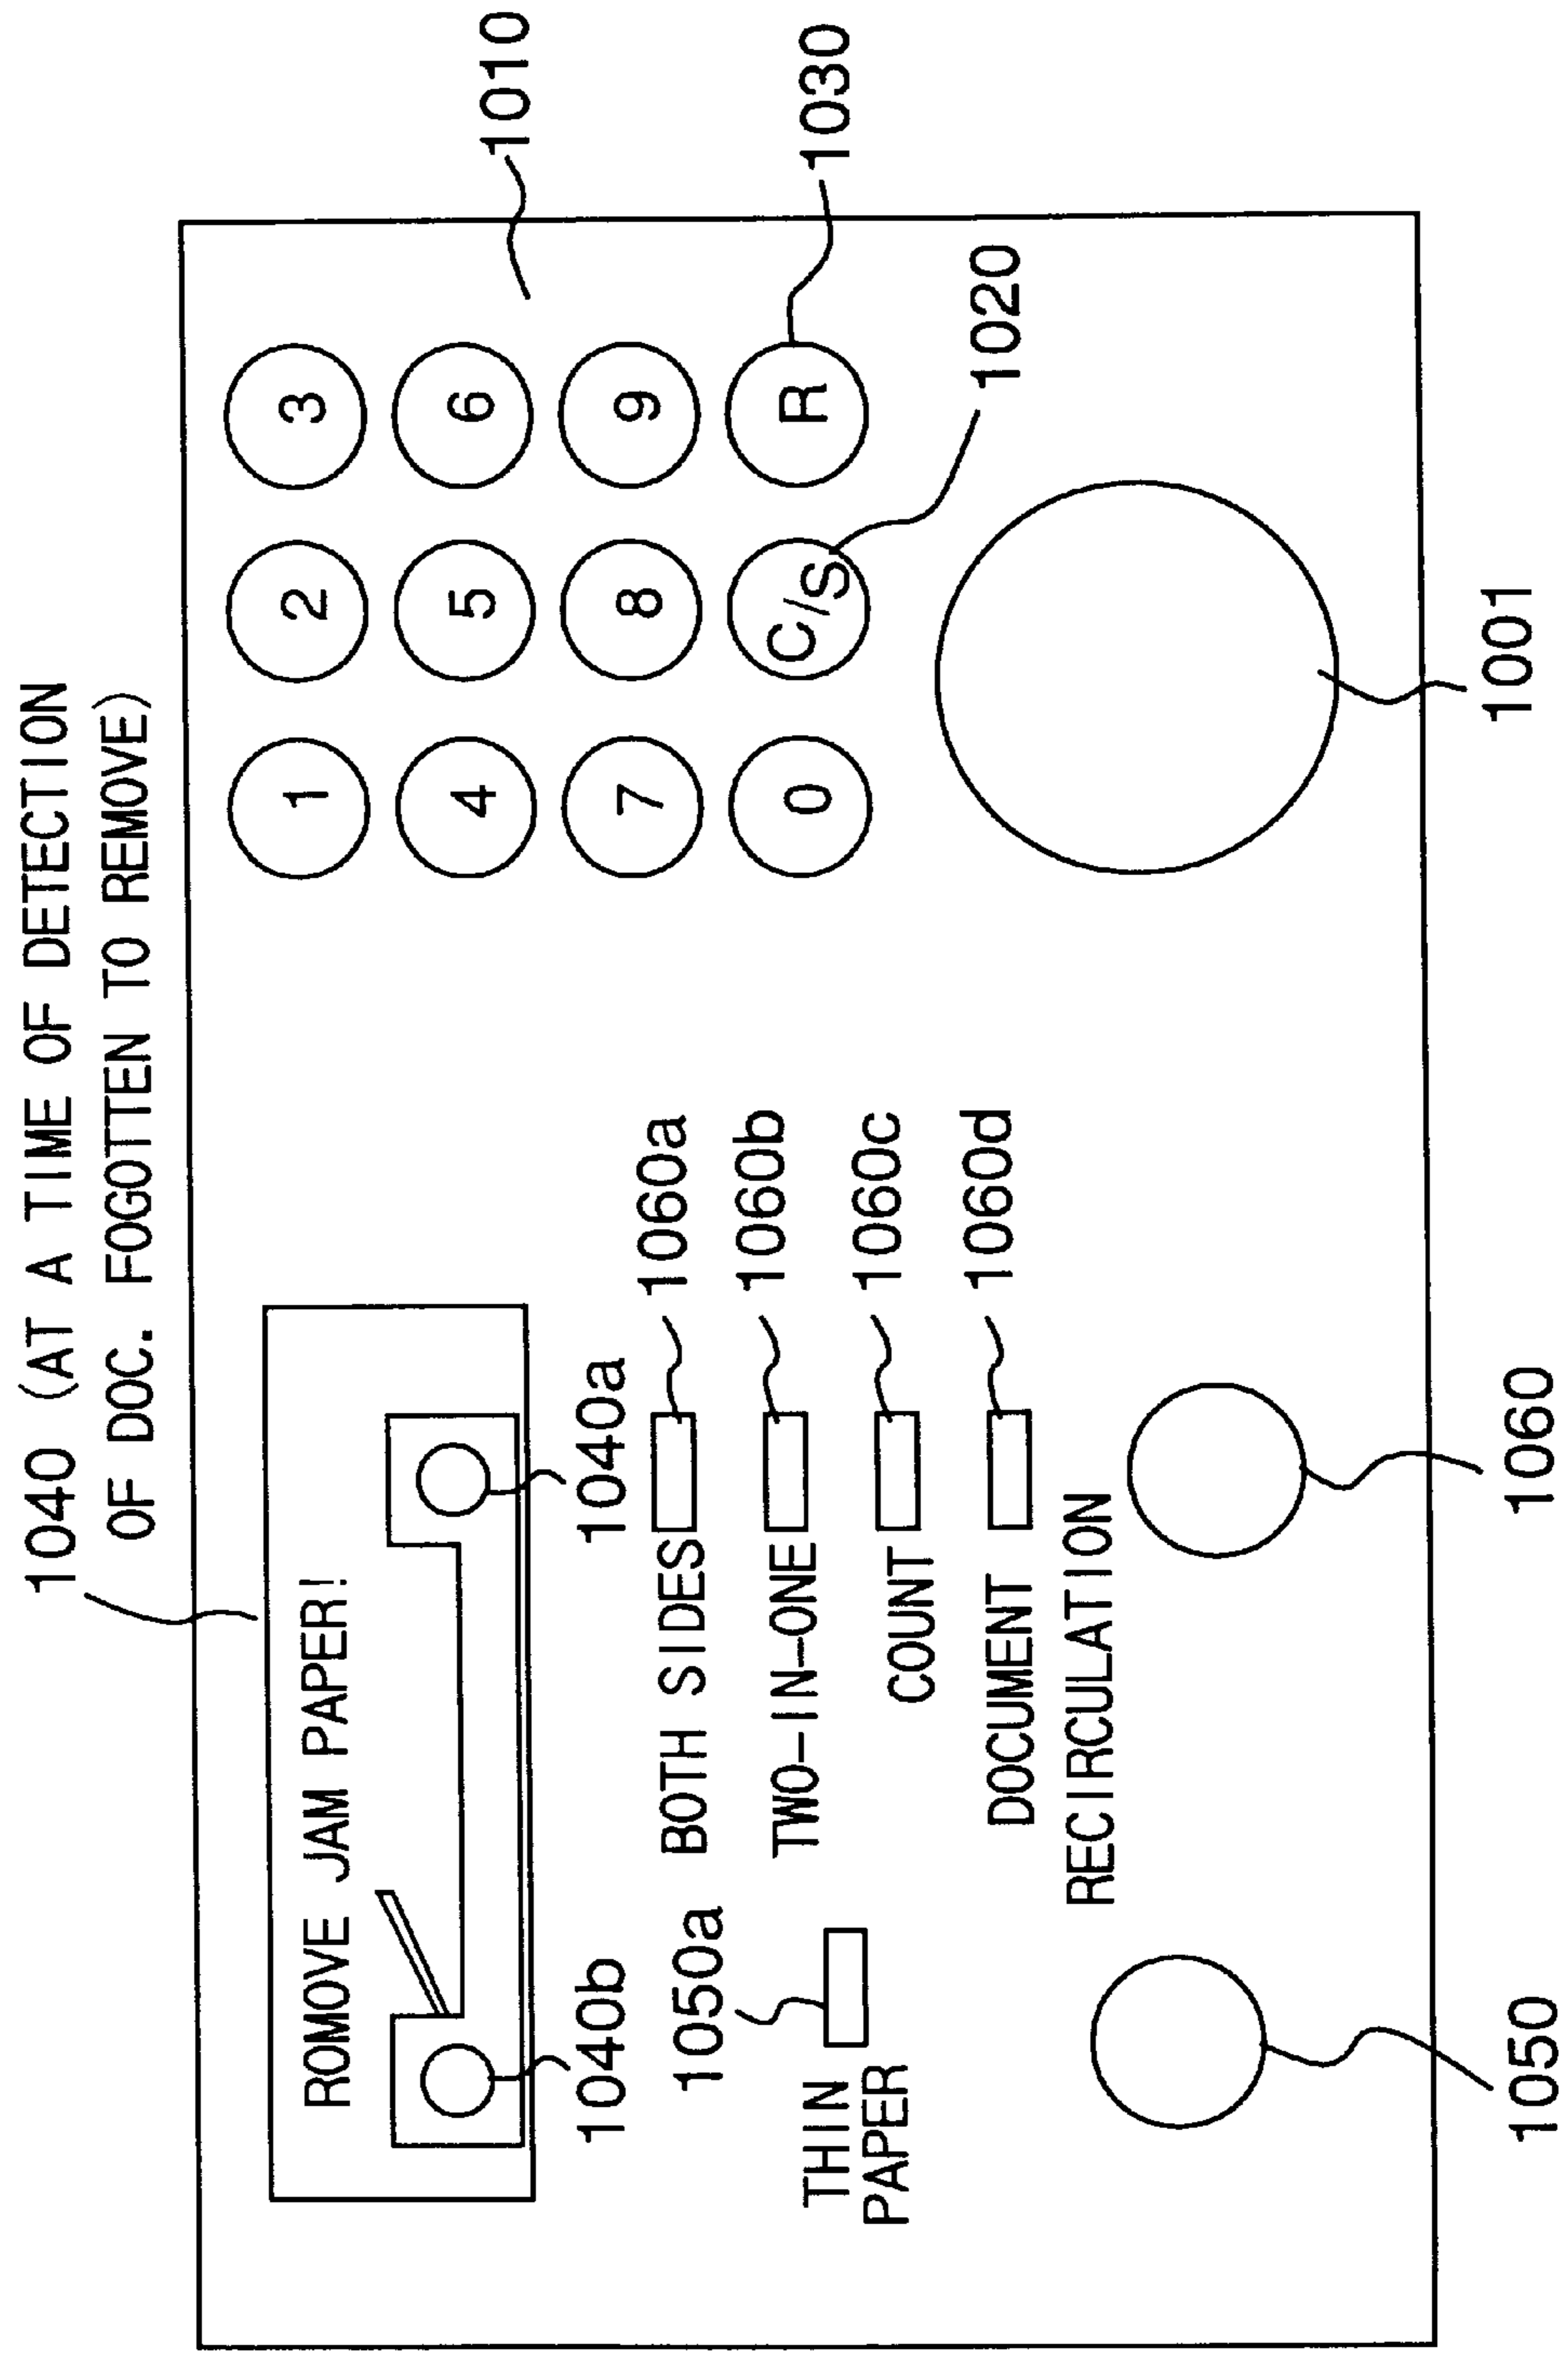 1040 (AT A TIME OF DETECTION
OF DOC. FOGOTTEN TO REMOVE)
ROMOVE JAM PAPER!
1040b
1040a
1050a
THIN
PAPER
BOTH SIDES
1060a
TWO-IN-ONE
1060b
COUNT
1060c
DOCUMENT
RECIRCULATION
1060d
1 2 3
4 5 6
7 8 9
0 C/S R
1010
1030
1020
1050
1060
1001